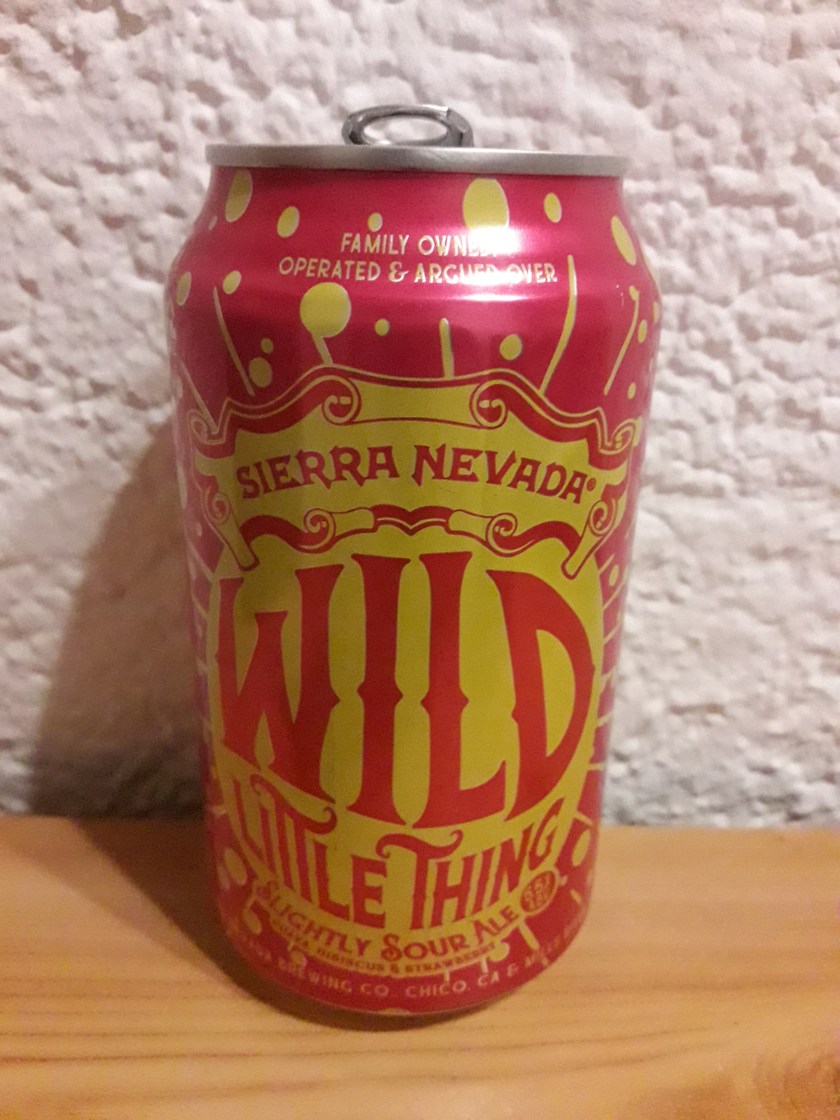 FAMILY OWNED,
OPERATED & ARGUED OVER
SIERRA NEVADA®
WILD
LITTLE THING
SLIGHTLY SOUR ALE
GUAVA HIBISCUS & STRAWBERRY
BREWING CO., CHICO, CA &